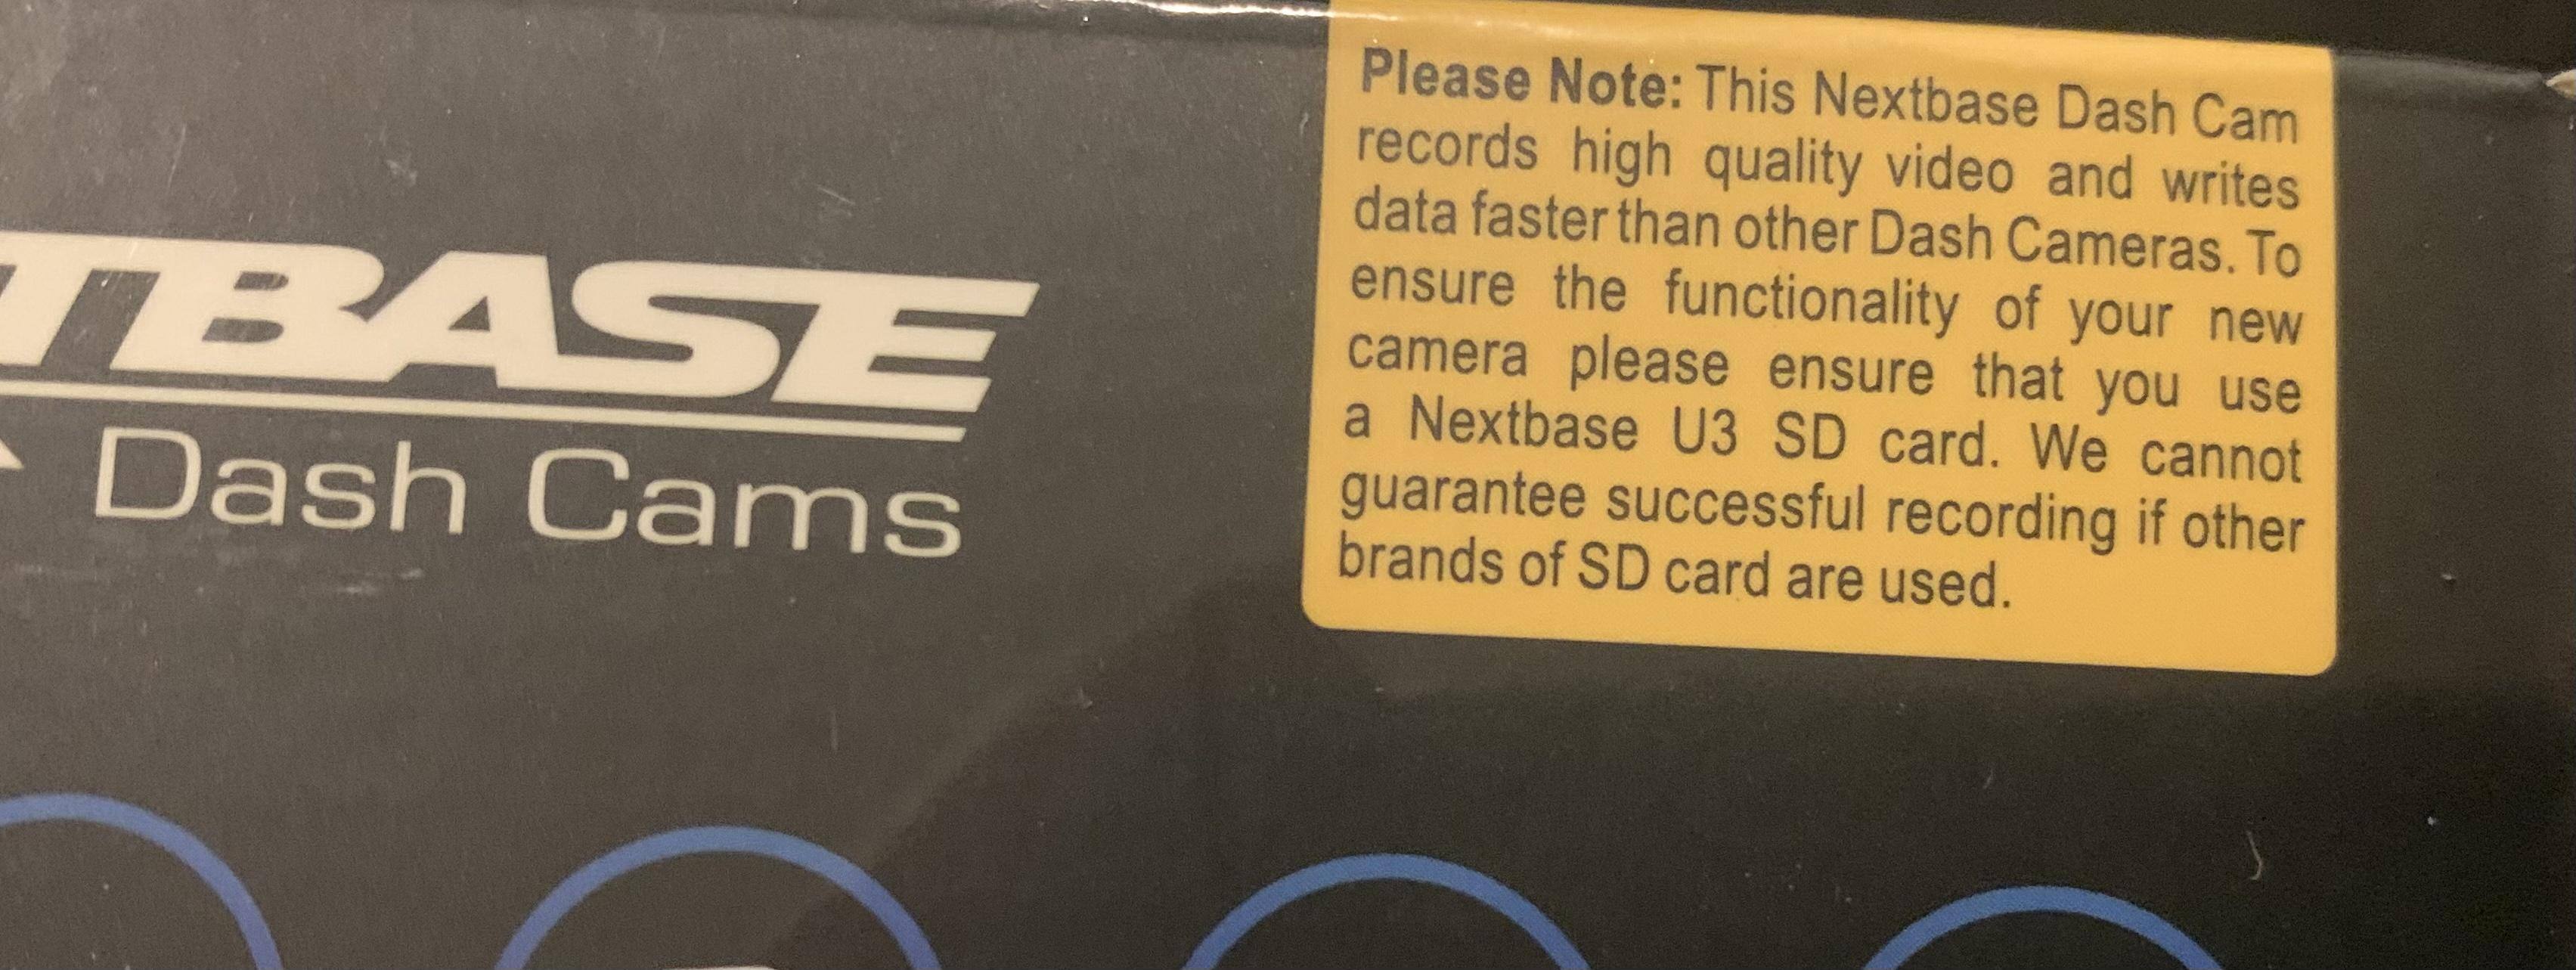 TBASE
Dash Cams
Please Note: This Nextbase Dash Cam
records high quality video and writes
data faster than other Dash Cameras. To
ensure the functionality of your new
camera please ensure that you use
a Nextbase U3 SD card. We cannot
guarantee successful recording if other
brands of SD card are used.